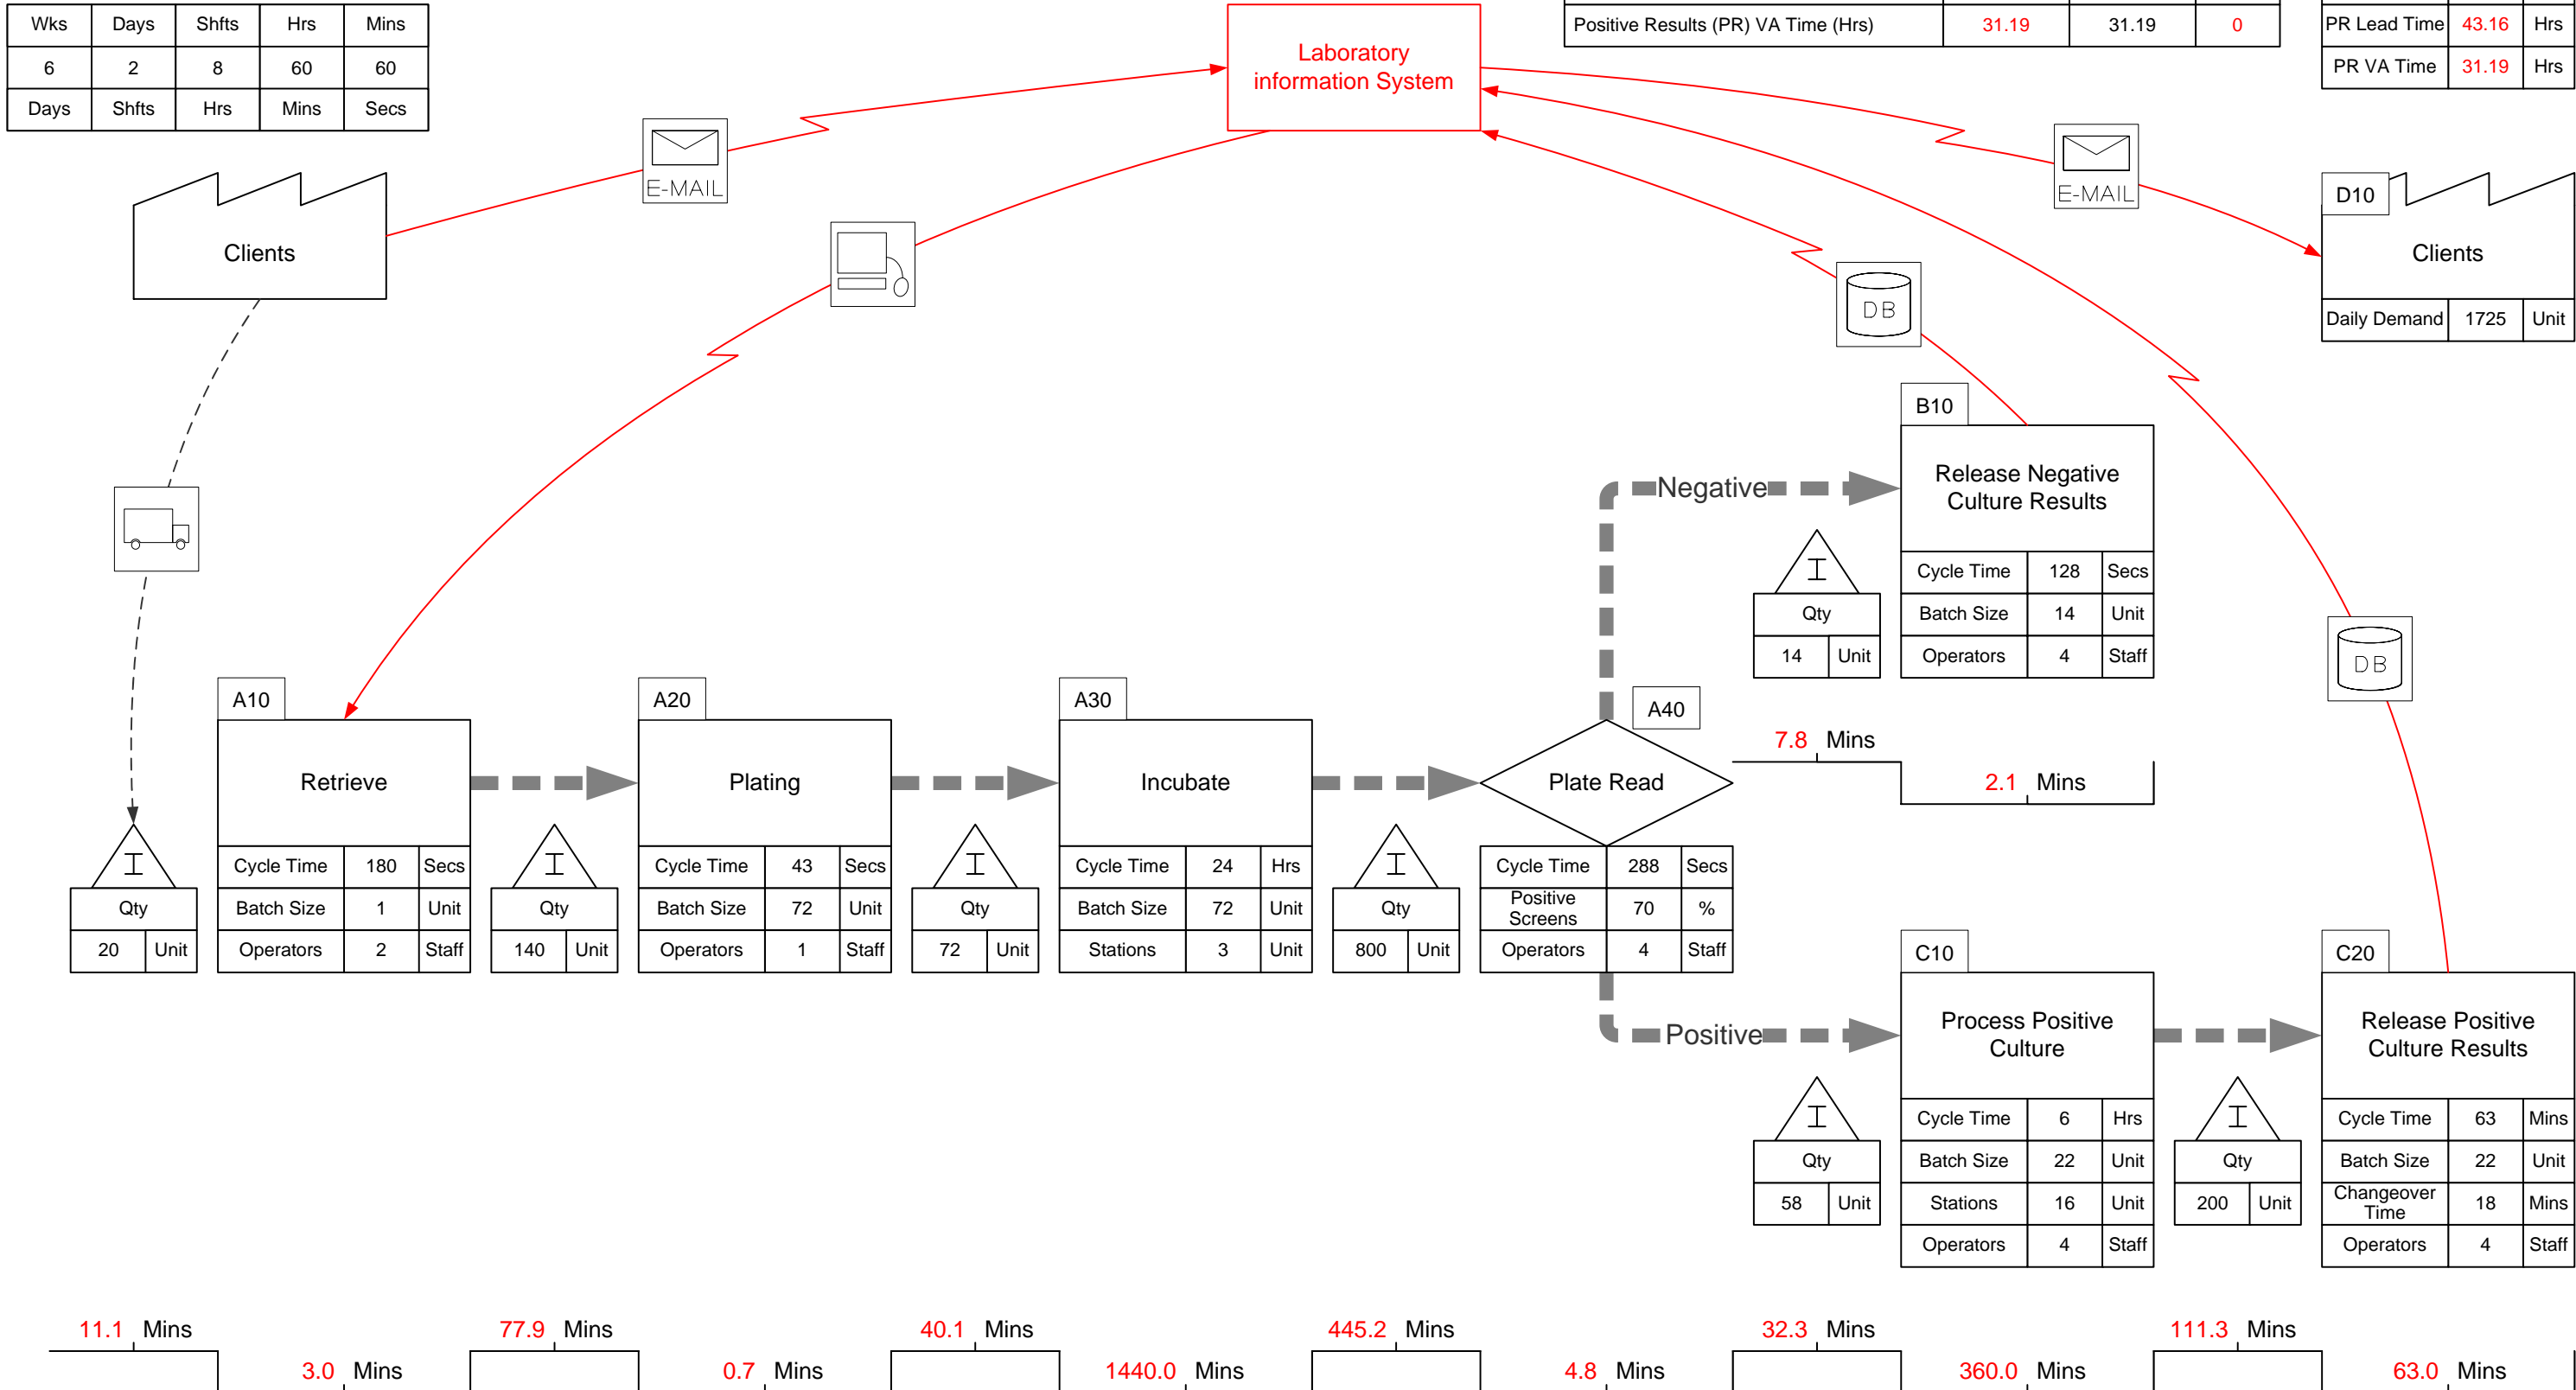 Wks Days Shfts Hrs Mins
6 2 8 60 60
Days Shfts Hrs Mins Secs
Laboratory
information System
Positive Results (PR) VA Time (Hrs) 31.19 31.19 0
PR Lead Time 43.16 Hrs
PR VA Time 31.19 Hrs
E-MAIL
E-MAIL
Clients
D10
Clients
Daily Demand 1725 Unit
DB
B10
Release Negative
Culture Results
Cycle Time 128 Secs
Batch Size 14 Unit
Operators 4 Staff
Negative
I
Qty
14 Unit
DB
7.8 Mins
2.1 Mins
I
Qty
20 Unit
A10
Retrieve
Cycle Time 180 Secs
Batch Size 1 Unit
Operators 2 Staff
I
Qty
140 Unit
A20
Plating
Cycle Time 43 Secs
Batch Size 72 Unit
Operators 1 Staff
I
Qty
72 Unit
A30
Incubate
Cycle Time 24 Hrs
Batch Size 72 Unit
Stations 3 Unit
I
Qty
800 Unit
A40
Plate Read
Cycle Time 288 Secs
Positive
Screens 70 %
Operators 4 Staff
Positive
I
Qty
58 Unit
C10
Process Positive
Culture
Cycle Time 6 Hrs
Batch Size 22 Unit
Stations 16 Unit
Operators 4 Staff
I
Qty
200 Unit
C20
Release Positive
Culture Results
Cycle Time 63 Mins
Batch Size 22 Unit
Changeover
Time 18 Mins
Operators 4 Staff
11.1 Mins 77.9 Mins 40.1 Mins 445.2 Mins 32.3 Mins 111.3 Mins
3.0 Mins 0.7 Mins 1440.0 Mins 4.8 Mins 360.0 Mins 63.0 Mins